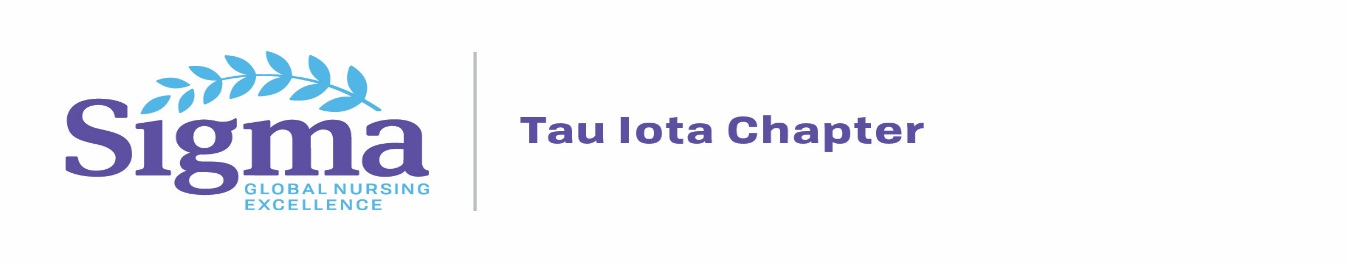 Sigma
GLOBAL NURSING
EXCELLENCE
Tau Iota Chapter